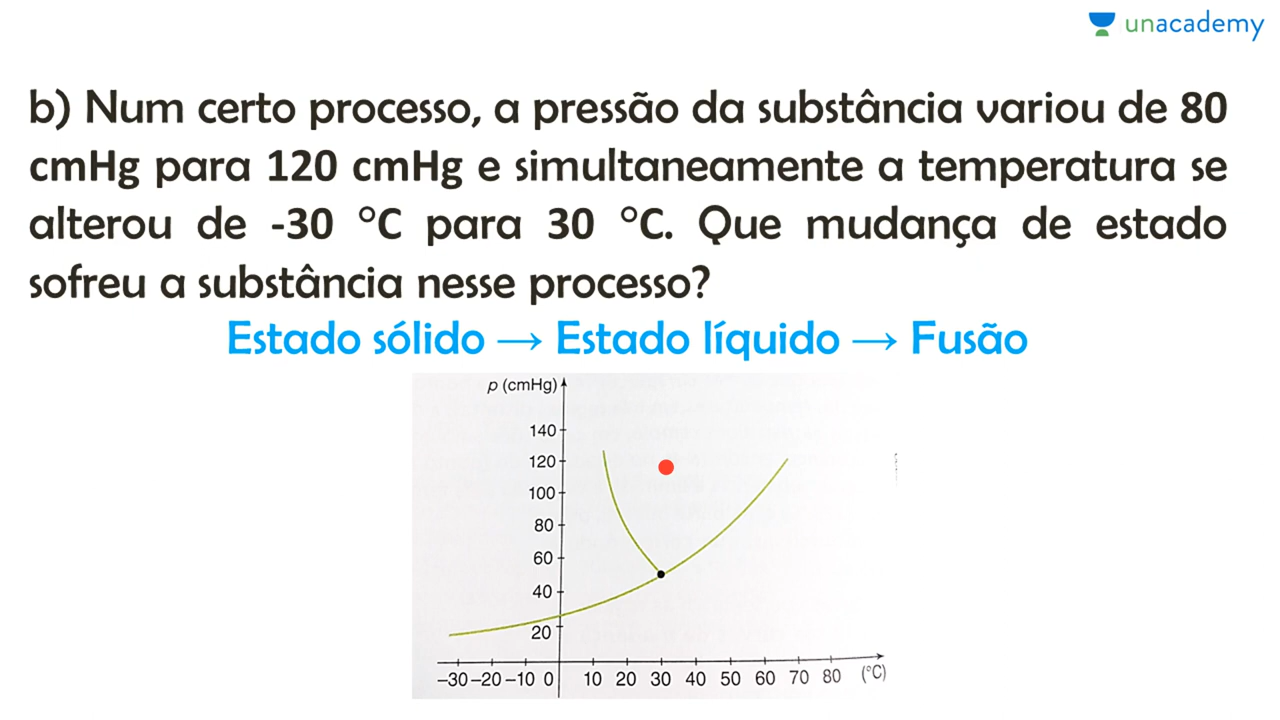 unacademy
b) Num certo processo, a pressão da substância variou de 80
cmHg para 120 cmHg e simultaneamente a temperatura se
alterou de -30 °C para 30 °C. Que mudança de estado
sofreu a substância nesse processo?
Estado sólido → Estado líquido → Fusão
p (cmHg)
140
120
100
80
60
40
20
–30 –20 –10 0 10 20 30 40 50 60 70 80 (°C)